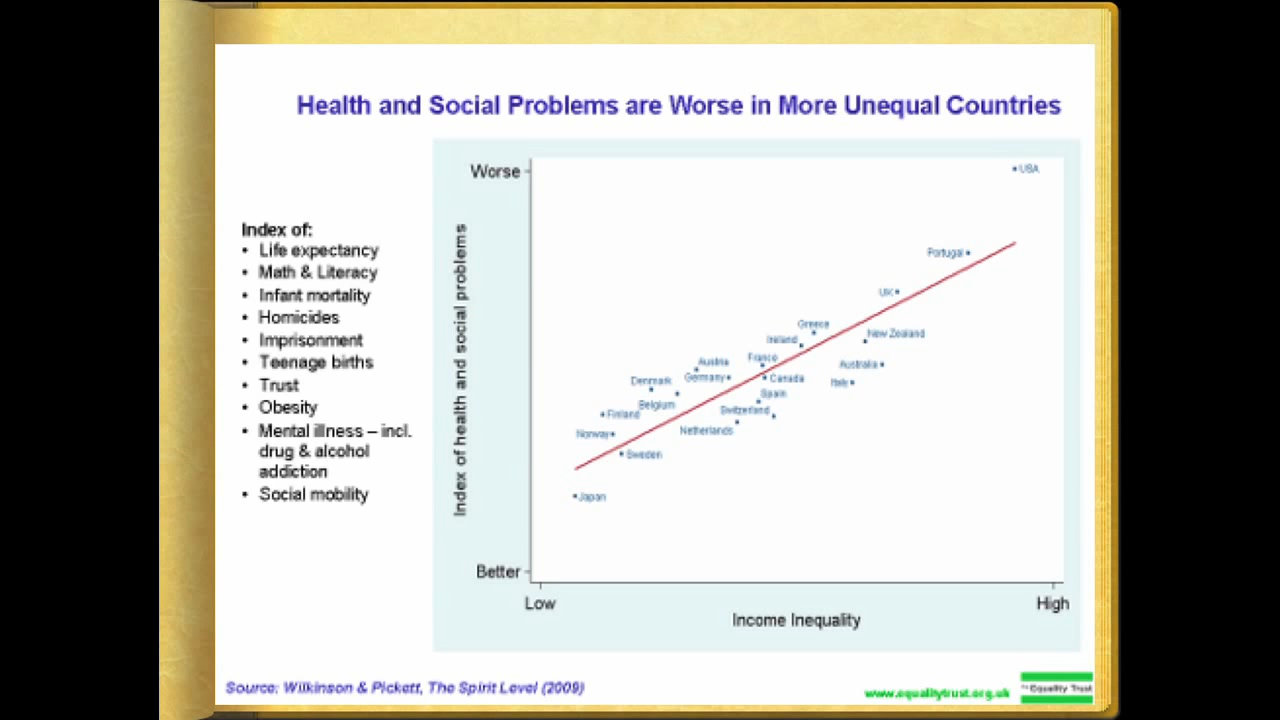 Health and Social Problems are Worse in More Unequal Countries
Index of:
• Life expectancy
• Math & Literacy
• Infant mortality
• Homicides
• Imprisonment
• Teenage births
• Trust
• Obesity
• Mental illness – incl.
drug & alcohol
addiction
• Social mobility
Index of health and social problems
Worse
Better
USA
Portugal
UK
Greece
New Zealand
Ireland
France
Australia
Austria
Germany
Canada
Italy
Denmark
Spain
Belgium
Switzerland
Finland
Netherlands
Norway
Sweden
Japan
Low
High
Income Inequality
Source: Wilkinson & Pickett, The Spirit Level (2009)
www.equalitytrust.org.uk
The Equality Trust